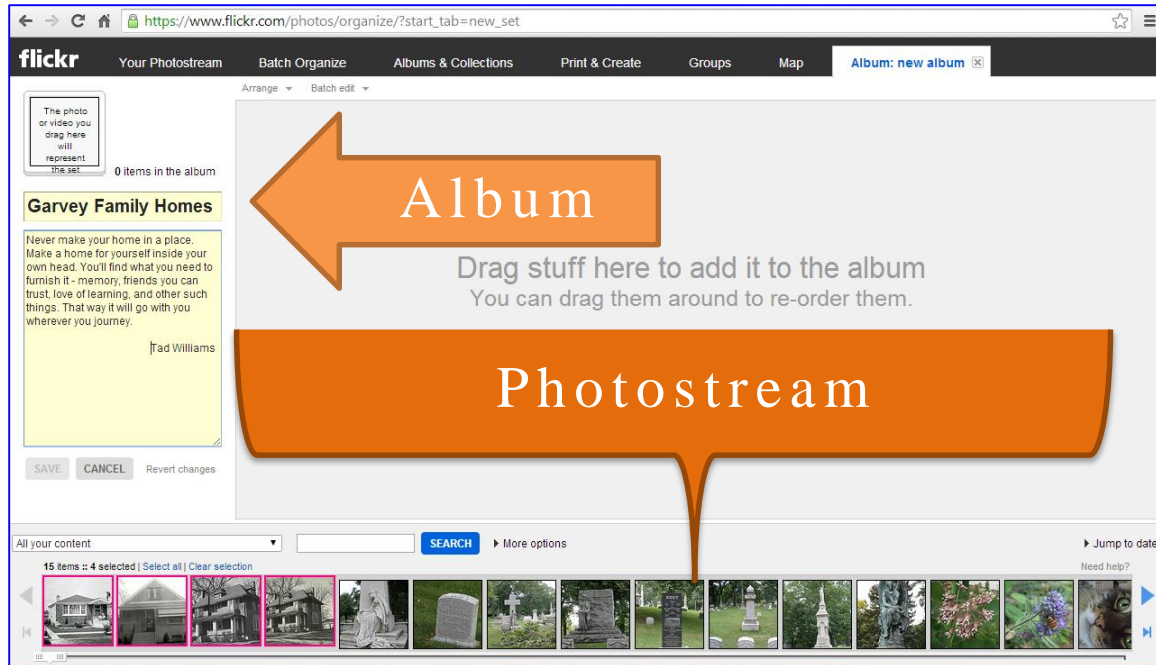 https://www.flickr.com/photos/organize/?start_tab=new_set
flickr Your Photostream Batch Organize Albums & Collections Print & Create Groups Map Album: new album
Arrange Batch edit
The photo
or video you
drag here
will
represent
the set
0 items in the album
Garvey Family Homes
Never make your home in a place.
Make a home for yourself inside your
own head. You'll find what you need to
furnish it - memory, friends you can
trust, love of learning, and other such
things. That way it will go with you
wherever you journey.
Tad Williams
SAVE CANCEL Revert changes
Album
Drag stuff here to add it to the album
You can drag them around to re-order them.
Photostream
All your content SEARCH More options Jump to date
15 items :: 4 selected | Select all | Clear selection Need help?